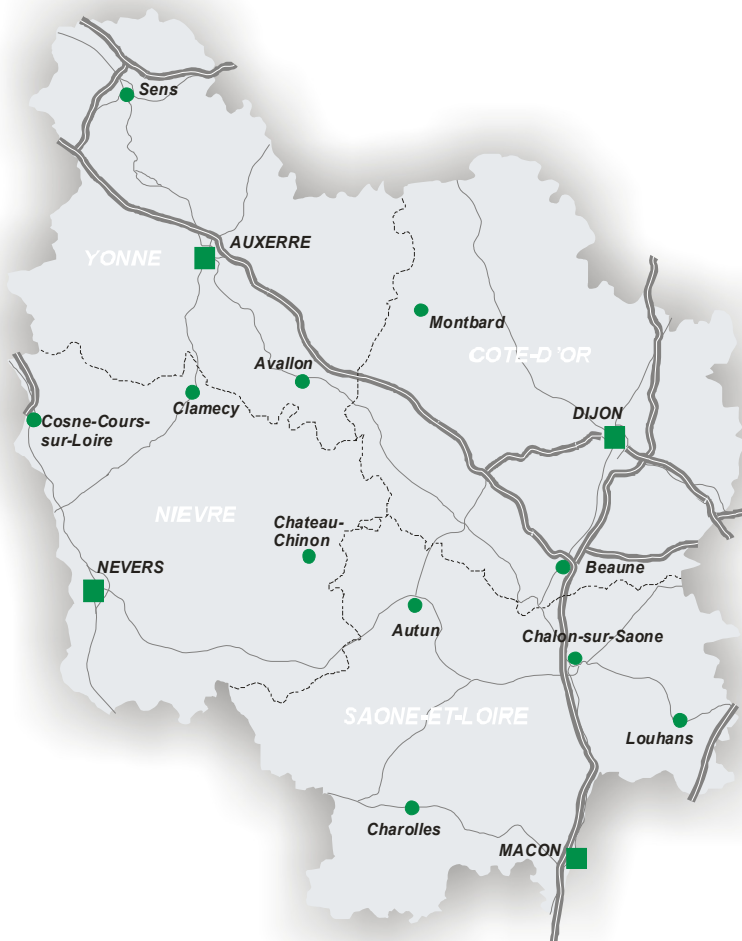 Sens
AUXERRE
YONNE
Montbard
COTE-D'OR
Avallon
Clamecy
DIJON
Cosne-Cours-
sur-Loire
NIEVRE
Chateau-
Chinon
NEVERS
Beaune
Autun
Chalon-sur-Saone
SAONE-ET-LOIRE
Louhans
Charolles
MACON